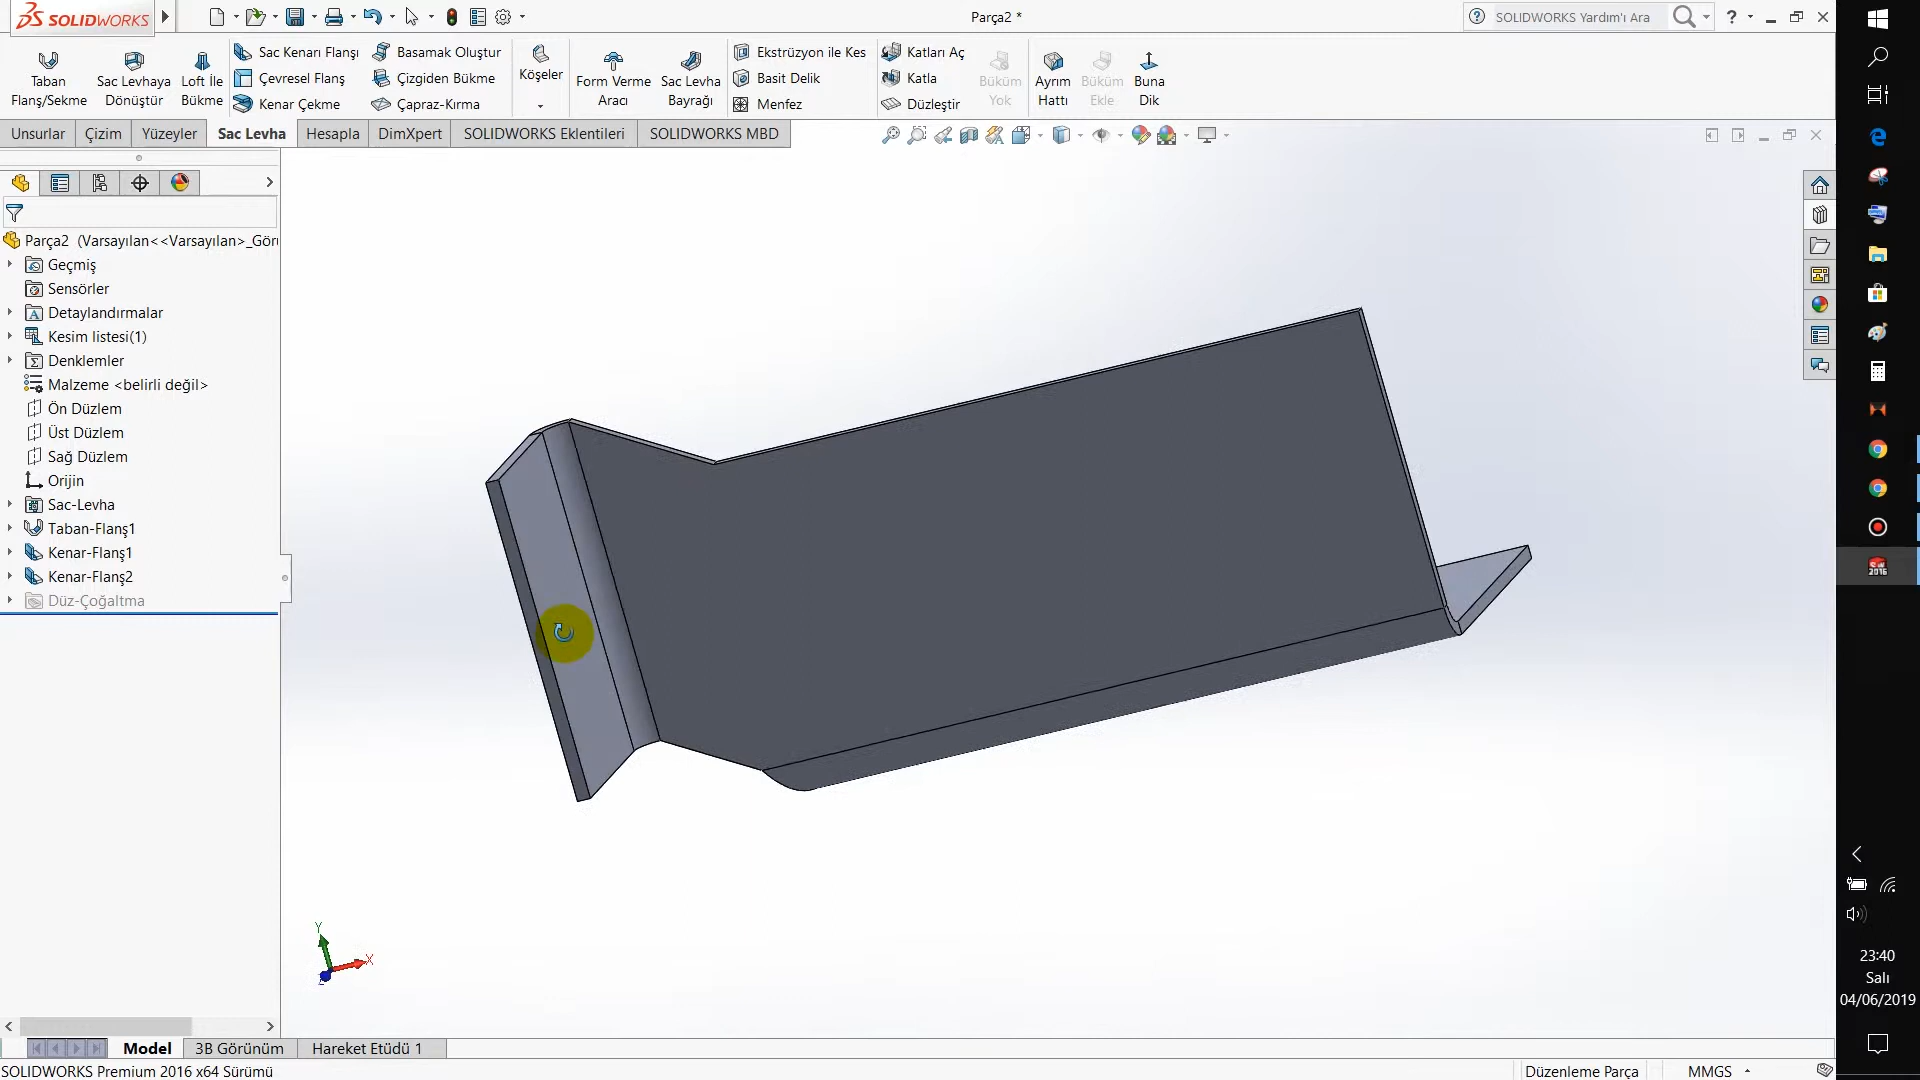 SOLIDWORKS
Parça2 *
SOLIDWORKS Yardım'ı Ara
?
Taban
Flanş/Sekme
Sac Levhaya
Dönüştür
Loft İle
Bükme
Sac Kenarı Flanşı
Çevresel Flanş
Kenar Çekme
Basamak Oluştur
Çizgiden Bükme
Çapraz-Kırma
Köşeler
Form Verme
Aracı
Sac Levha
Bayrağı
Ekstrüzyon ile Kes
Basit Delik
Menfez
Katları Aç
Katla
Düzleştir
Büküm
Yok
Ayrım
Hattı
Büküm
Ekle
Buna
Dik
Unsurlar
Çizim
Yüzeyler
Sac Levha
Hesapla
DimXpert
SOLIDWORKS Eklentileri
SOLIDWORKS MBD
Parça2 (Varsayılan<<Varsayılan>_Görü
Geçmiş
Sensörler
Detaylandırmalar
Kesim listesi(1)
Denklemler
Malzeme <belirli değil>
Ön Düzlem
Üst Düzlem
Sağ Düzlem
Orijin
Sac-Levha
Taban-Flanş1
Kenar-Flanş1
Kenar-Flanş2
Düz-Çoğaltma
Y
X
Z
2016
23:40
Salı
04/06/2019
Model
3B Görünüm
Hareket Etüdü 1
SOLIDWORKS Premium 2016 x64 Sürümü
Düzenleme Parça
MMGS